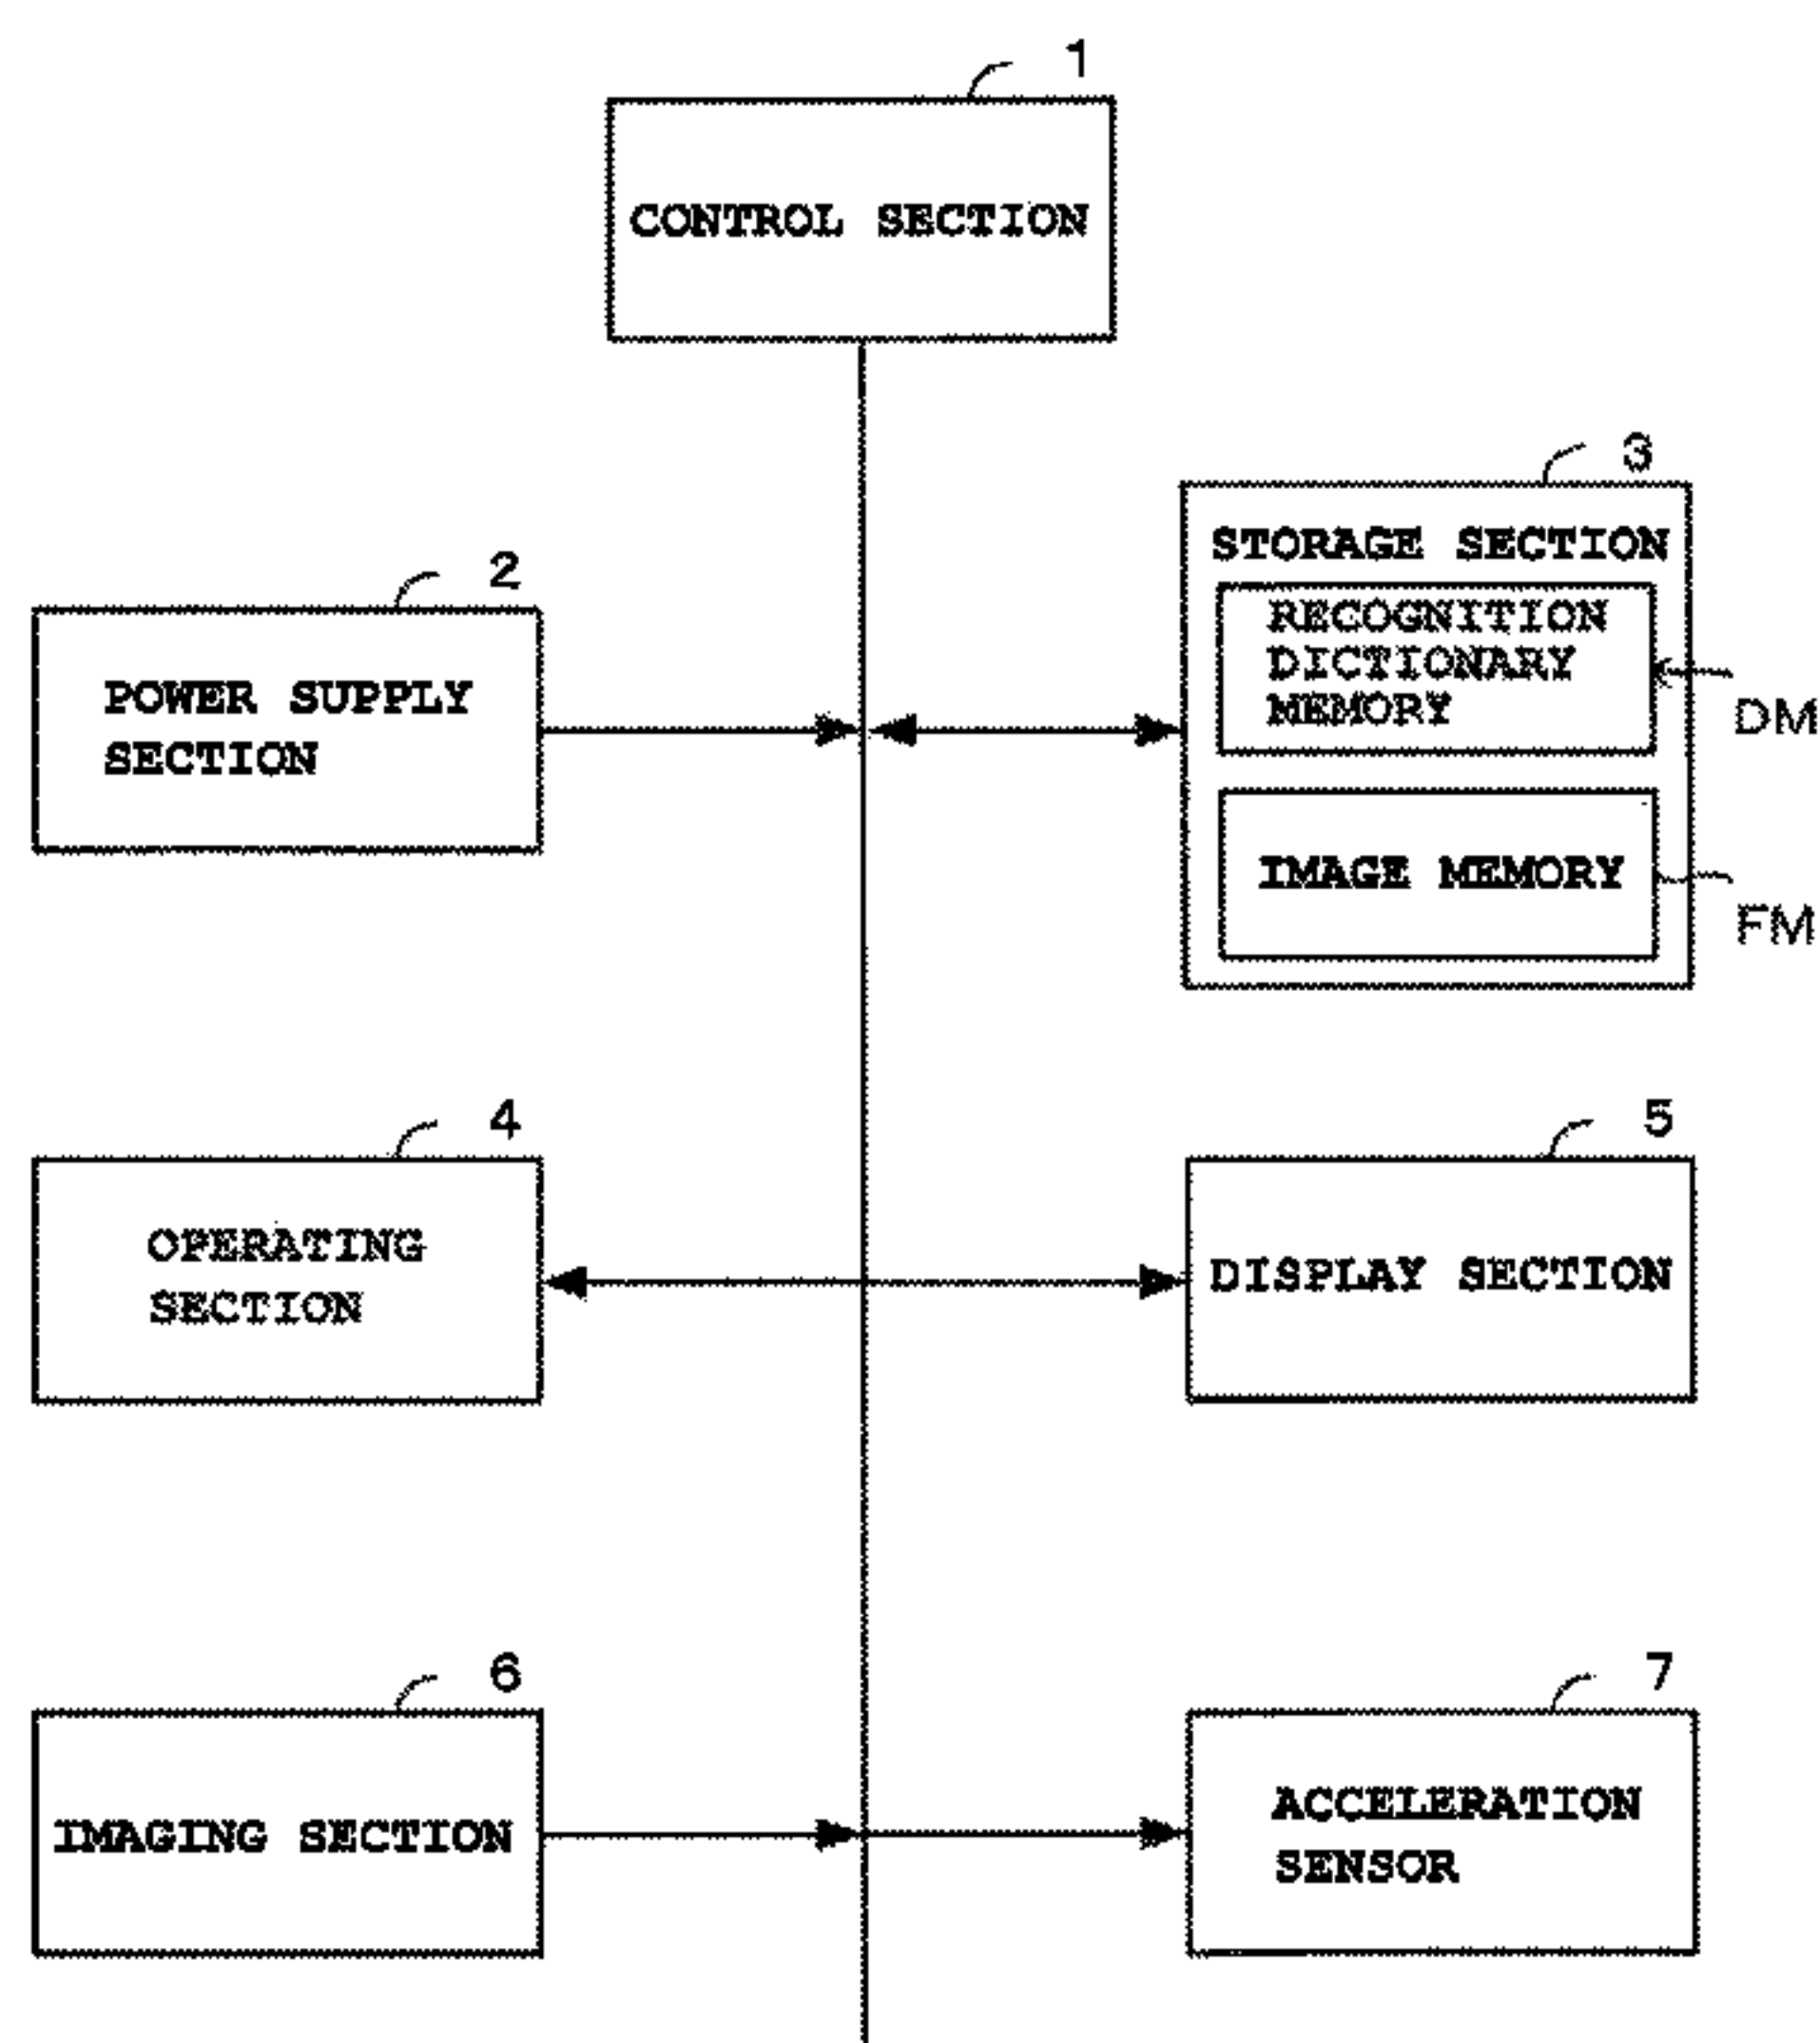 1
CONTROL SECTION
2
POWER SUPPLY
SECTION
3
STORAGE SECTION
RECOGNITION
DICTIONARY
MEMORY
DM
IMAGE MEMORY
FM
4
OPERATING
SECTION
5
DISPLAY SECTION
6
IMAGING SECTION
7
ACCELERATION
SENSOR